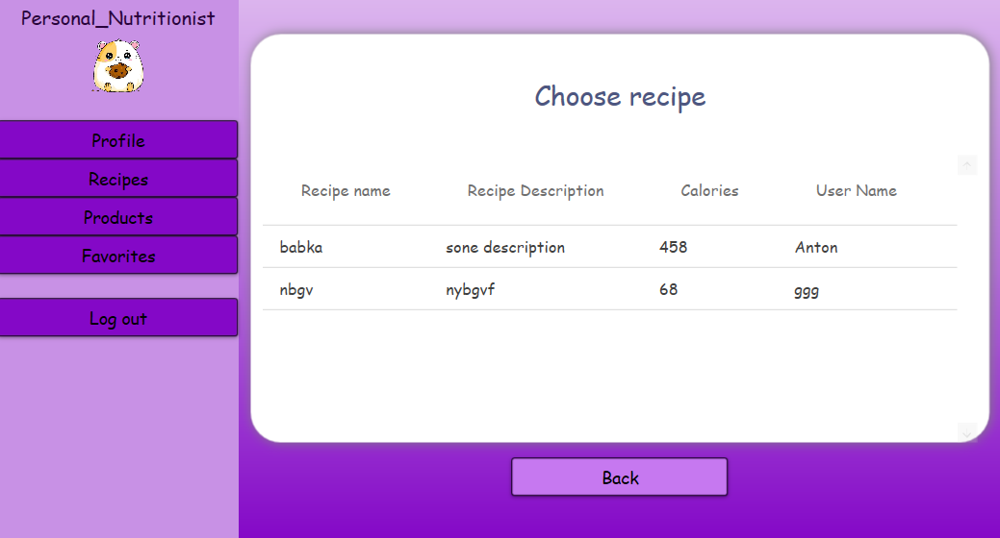 Personal_Nutritionist
Profile
Recipes
Products
Favorites
Log out
Choose recipe
Recipe name Recipe Description Calories User Name
babka sone description 458 Anton
nbgv nybgvf 68 ggg
Back